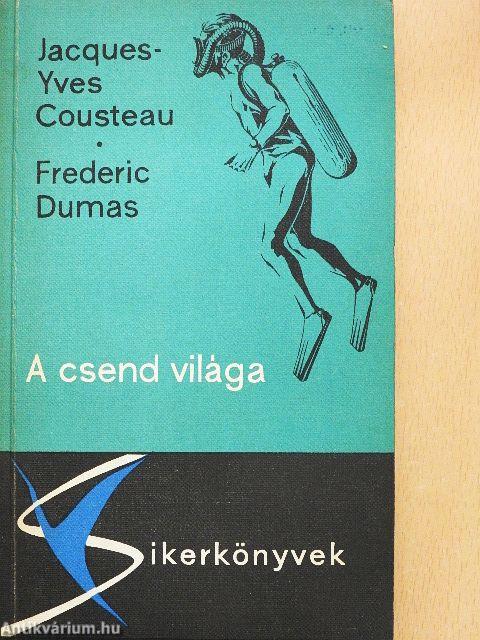 Jacques-
Yves
Cousteau
•
Frederic
Dumas
A csend világa
Sikerkönyvek
Antikvárium.hu